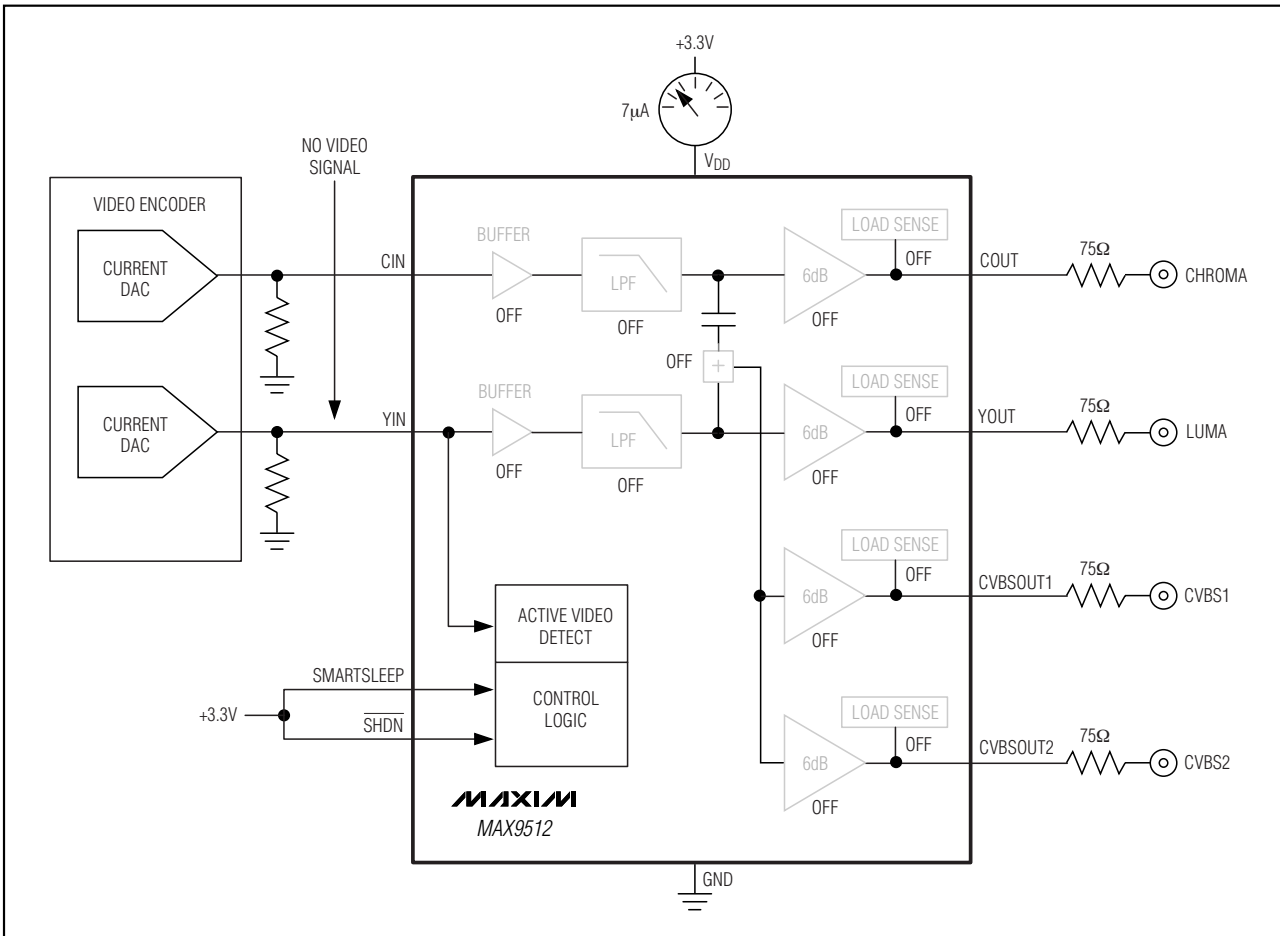 +3.3V
7µA
VDD
NO VIDEO
SIGNAL
VIDEO ENCODER
CURRENT
DAC
CIN
BUFFER
OFF
LPF
OFF
6dB
OFF
LOAD SENSE
OFF
COUT
75Ω
CHROMA
OFF
+
CURRENT
DAC
YIN
BUFFER
OFF
LPF
OFF
6dB
OFF
LOAD SENSE
OFF
YOUT
75Ω
LUMA
6dB
OFF
LOAD SENSE
OFF
CVBSOUT1
75Ω
CVBS1
ACTIVE VIDEO
DETECT
SMARTSLEEP
+3.3V
SHDN
CONTROL
LOGIC
6dB
OFF
LOAD SENSE
OFF
CVBSOUT2
75Ω
CVBS2
MAXIM
MAX9512
GND